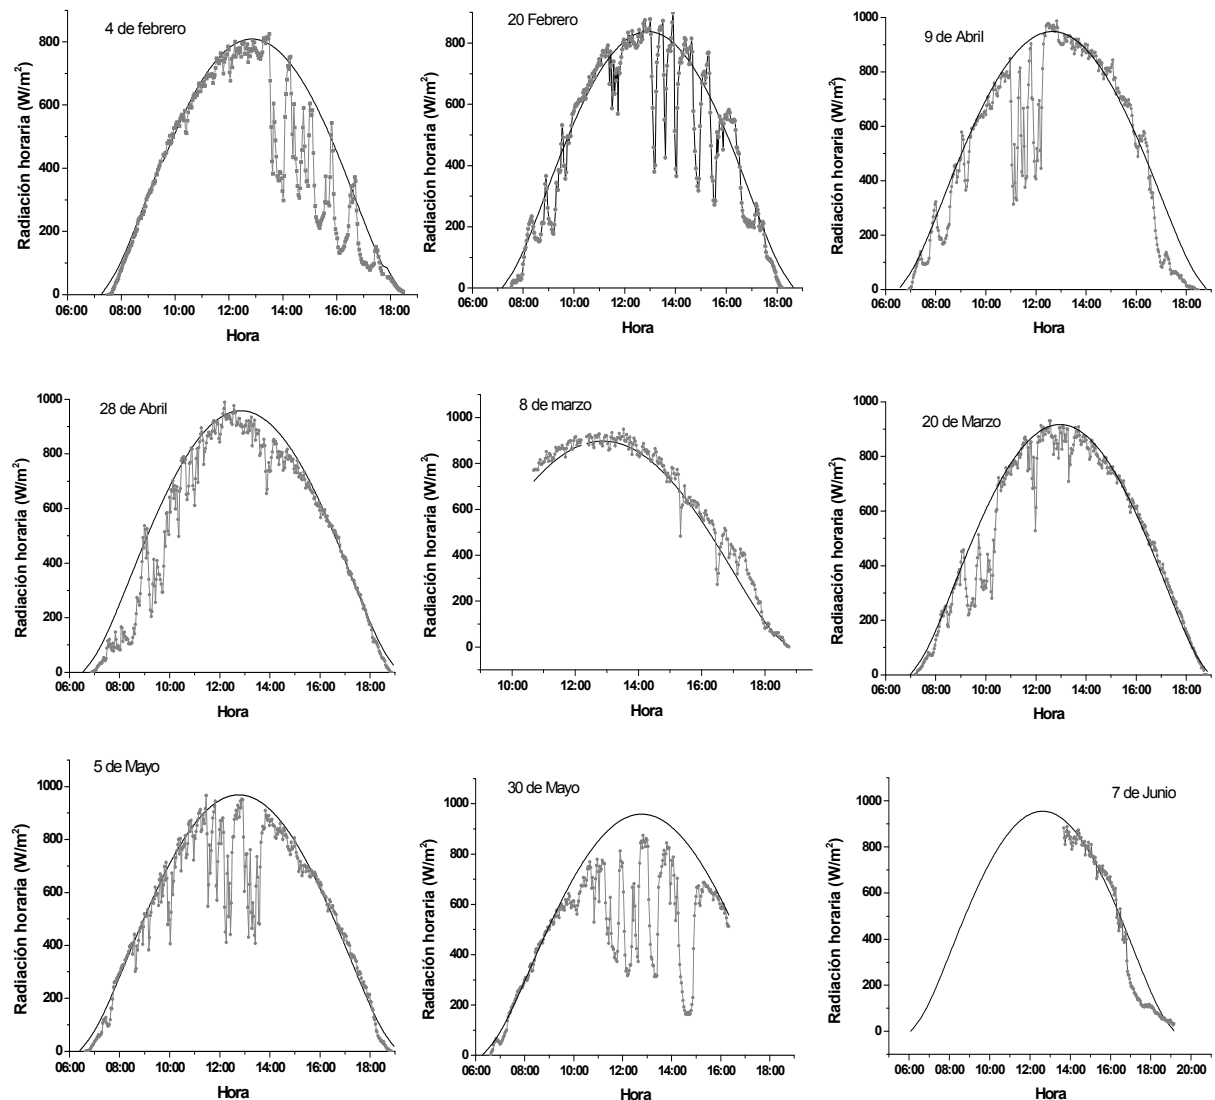 4 de febrero
Radiación horaria (W/m²)
800
600
400
200
0
06:00 08:00 10:00 12:00 14:00 16:00 18:00
Hora
20 Febrero
Radiación horaria (W/m²)
800
600
400
200
0
06:00 08:00 10:00 12:00 14:00 16:00 18:00
Hora
9 de Abril
Radiación horaria (W/m²)
1000
800
600
400
200
0
06:00 08:00 10:00 12:00 14:00 16:00 18:00
Hora
28 de Abril
Radiación horaria (W/m²)
1000
800
600
400
200
0
06:00 08:00 10:00 12:00 14:00 16:00 18:00
Hora
8 de marzo
Radiación horaria (W/m²)
1000
800
600
400
200
0
10:00 12:00 14:00 16:00 18:00
Hora
20 de Marzo
Radiaación horaria (W/m²)
1000
800
600
400
200
0
06:00 08:00 10:00 12:00 14:00 16:00 18:00
Hora
5 de Mayo
Radiación horaria (W/m²)
1000
800
600
400
200
0
06:00 08:00 10:00 12:00 14:00 16:00 18:00
Hora
30 de Mayo
Radiación horaria (W/m²)
1000
800
600
400
200
0
06:00 08:00 10:00 12:00 14:00 16:00 18:00
Hora
7 de Junio
Radiación horaria (W/m²)
1000
800
600
400
200
0
06:00 08:00 10:00 12:00 14:00 16:00 18:00 20:00
Hora